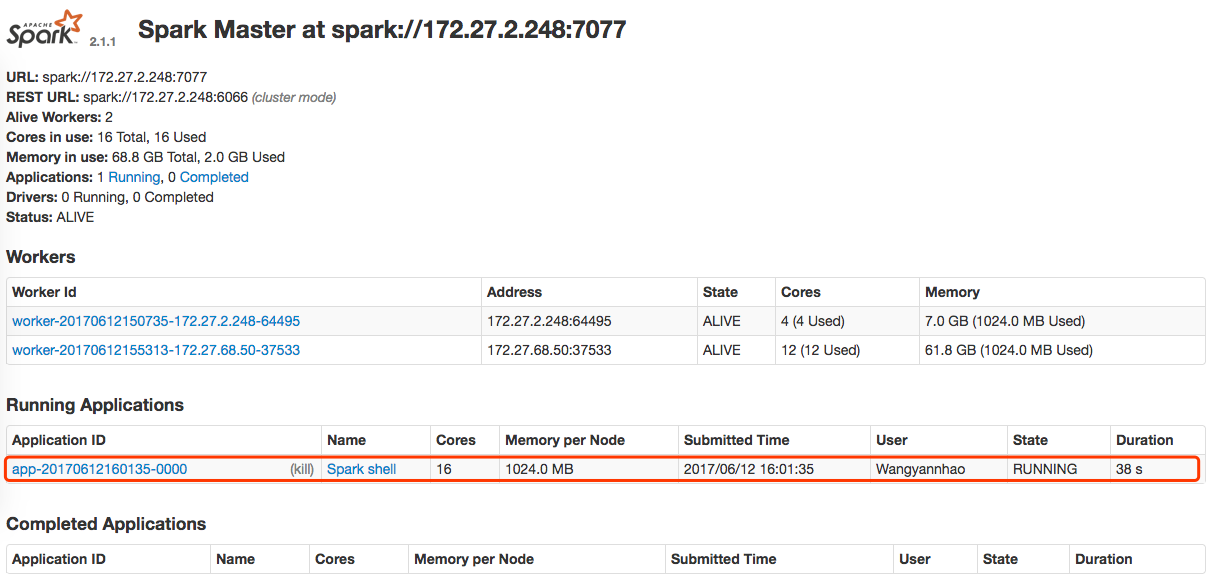 APACHE
Spark 2.1.1 Spark Master at spark://172.27.2.248:7077
URL: spark://172.27.2.248:7077
REST URL: spark://172.27.2.248:6066 (cluster mode)
Alive Workers: 2
Cores in use: 16 Total, 16 Used
Memory in use: 68.8 GB Total, 2.0 GB Used
Applications: 1 Running, 0 Completed
Drivers: 0 Running, 0 Completed
Status: ALIVE
Workers
Worker Id Address State Cores Memory
worker-20170612150735-172.27.2.248-64495 172.27.2.248:64495 ALIVE 4 (4 Used) 7.0 GB (1024.0 MB Used)
worker-20170612155313-172.27.68.50-37533 172.27.68.50:37533 ALIVE 12 (12 Used) 61.8 GB (1024.0 MB Used)
Running Applications
Application ID Name Cores Memory per Node Submitted Time User State Duration
app-20170612160135-0000 (kill) Spark shell 16 1024.0 MB 2017/06/12 16:01:35 Wangyannhao RUNNING 38 s
Completed Applications
Application ID Name Cores Memory per Node Submitted Time User State Duration